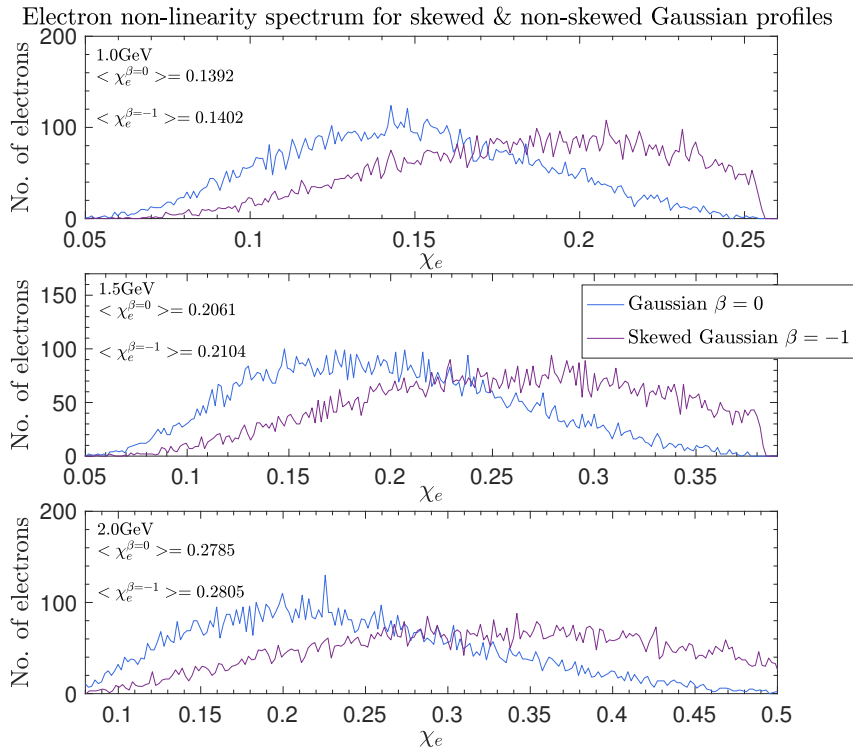 Electron non-linearity spectrum for skewed & non-skewed Gaussian profiles
200
150
100
50
0
No. of electrons
1.0GeV
< χ_e^{β=0} >= 0.1392
< χ_e^{β=−1} >= 0.1402
0.05 0.1 0.15 0.2 0.25
χ_e
150
100
50
0
No. of electrons
1.5GeV
< χ_e^{β=0} >= 0.2061
< χ_e^{β=−1} >= 0.2104
Gaussian β = 0
Skewed Gaussian β = −1
0.05 0.1 0.15 0.2 0.25 0.3 0.35
χ_e
200
150
100
50
0
No. of electrons
2.0GeV
< χ_e^{β=0} >= 0.2785
< χ_e^{β=−1} >= 0.2805
0.1 0.15 0.2 0.25 0.3 0.35 0.4 0.45 0.5
χ_e